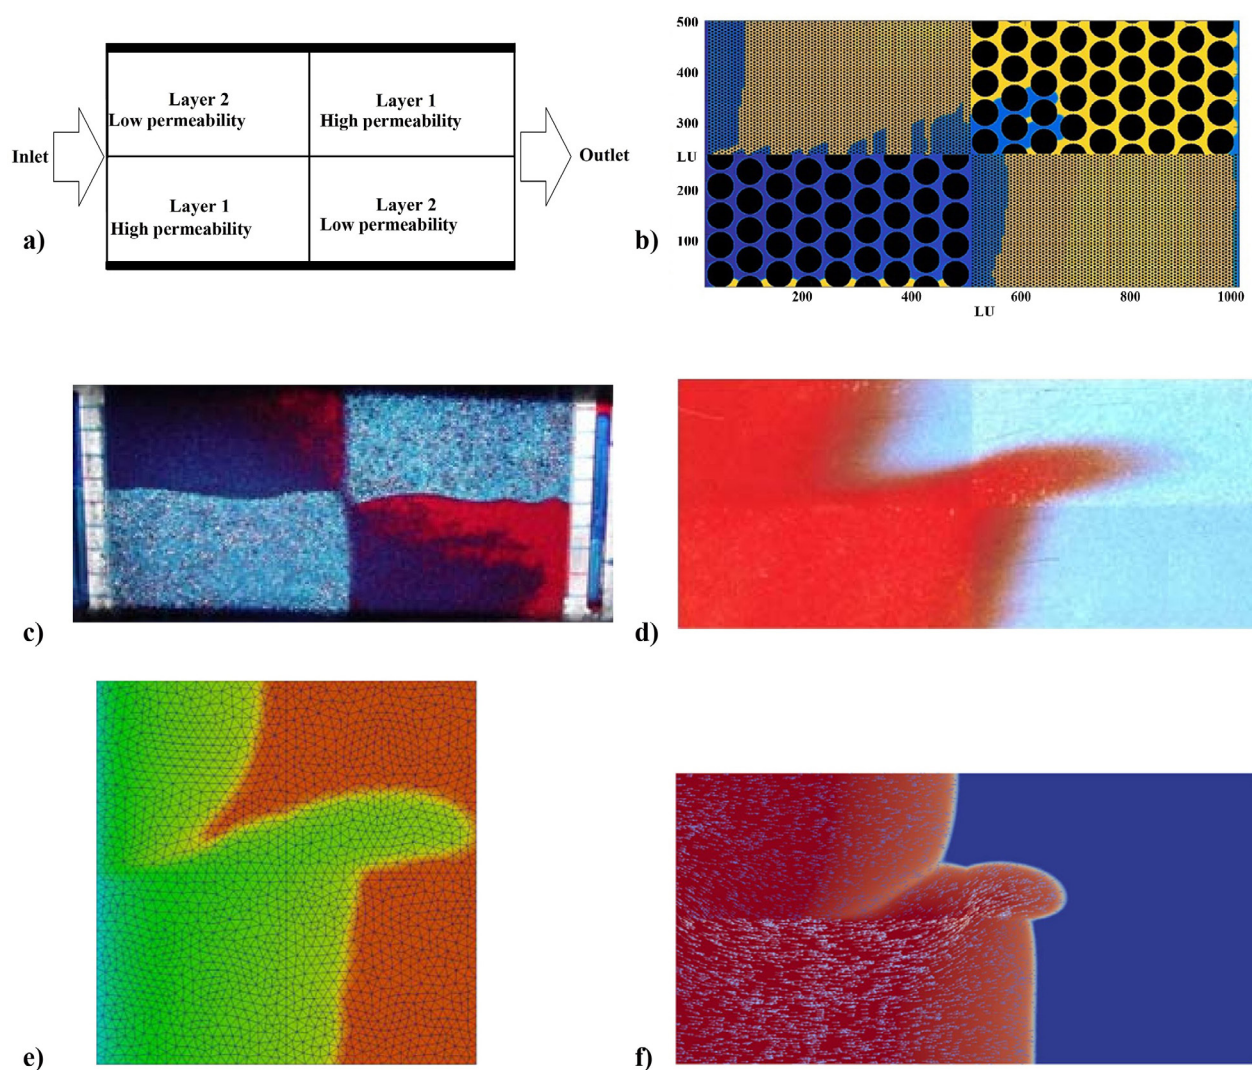 Layer 2
Low permeability
Layer 1
High permeability
Inlet
Outlet
Layer 1
High permeability
Layer 2
Low permeability
a)
500
400
300
LU
200
100
b)
200
400
600
800
1000
LU
c)
d)
e)
f)